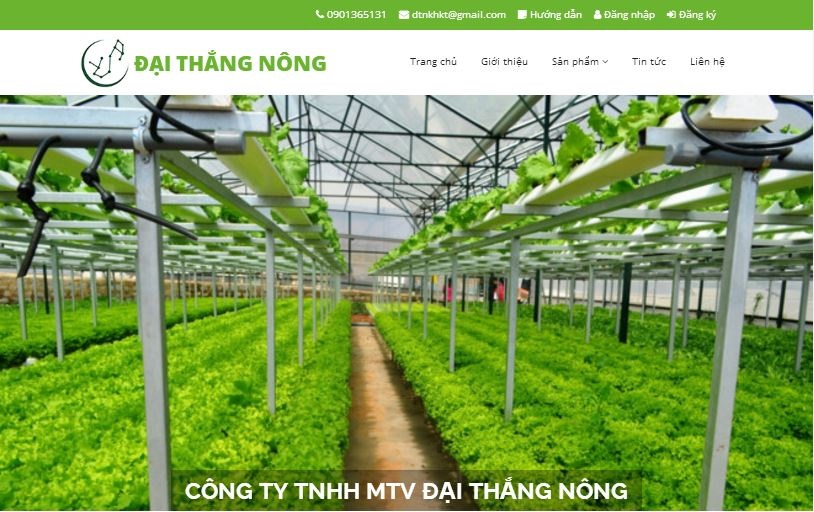 0901365131 dtnkhkt@gmail.com Hướng dẫn Đăng nhập Đăng ký
ĐẠI THẮNG NÔNG
Trang chủ Giới thiệu Sản phẩm Tin tức Liên hệ
CÔNG TY TNHH MTV ĐẠI THẮNG NÔNG